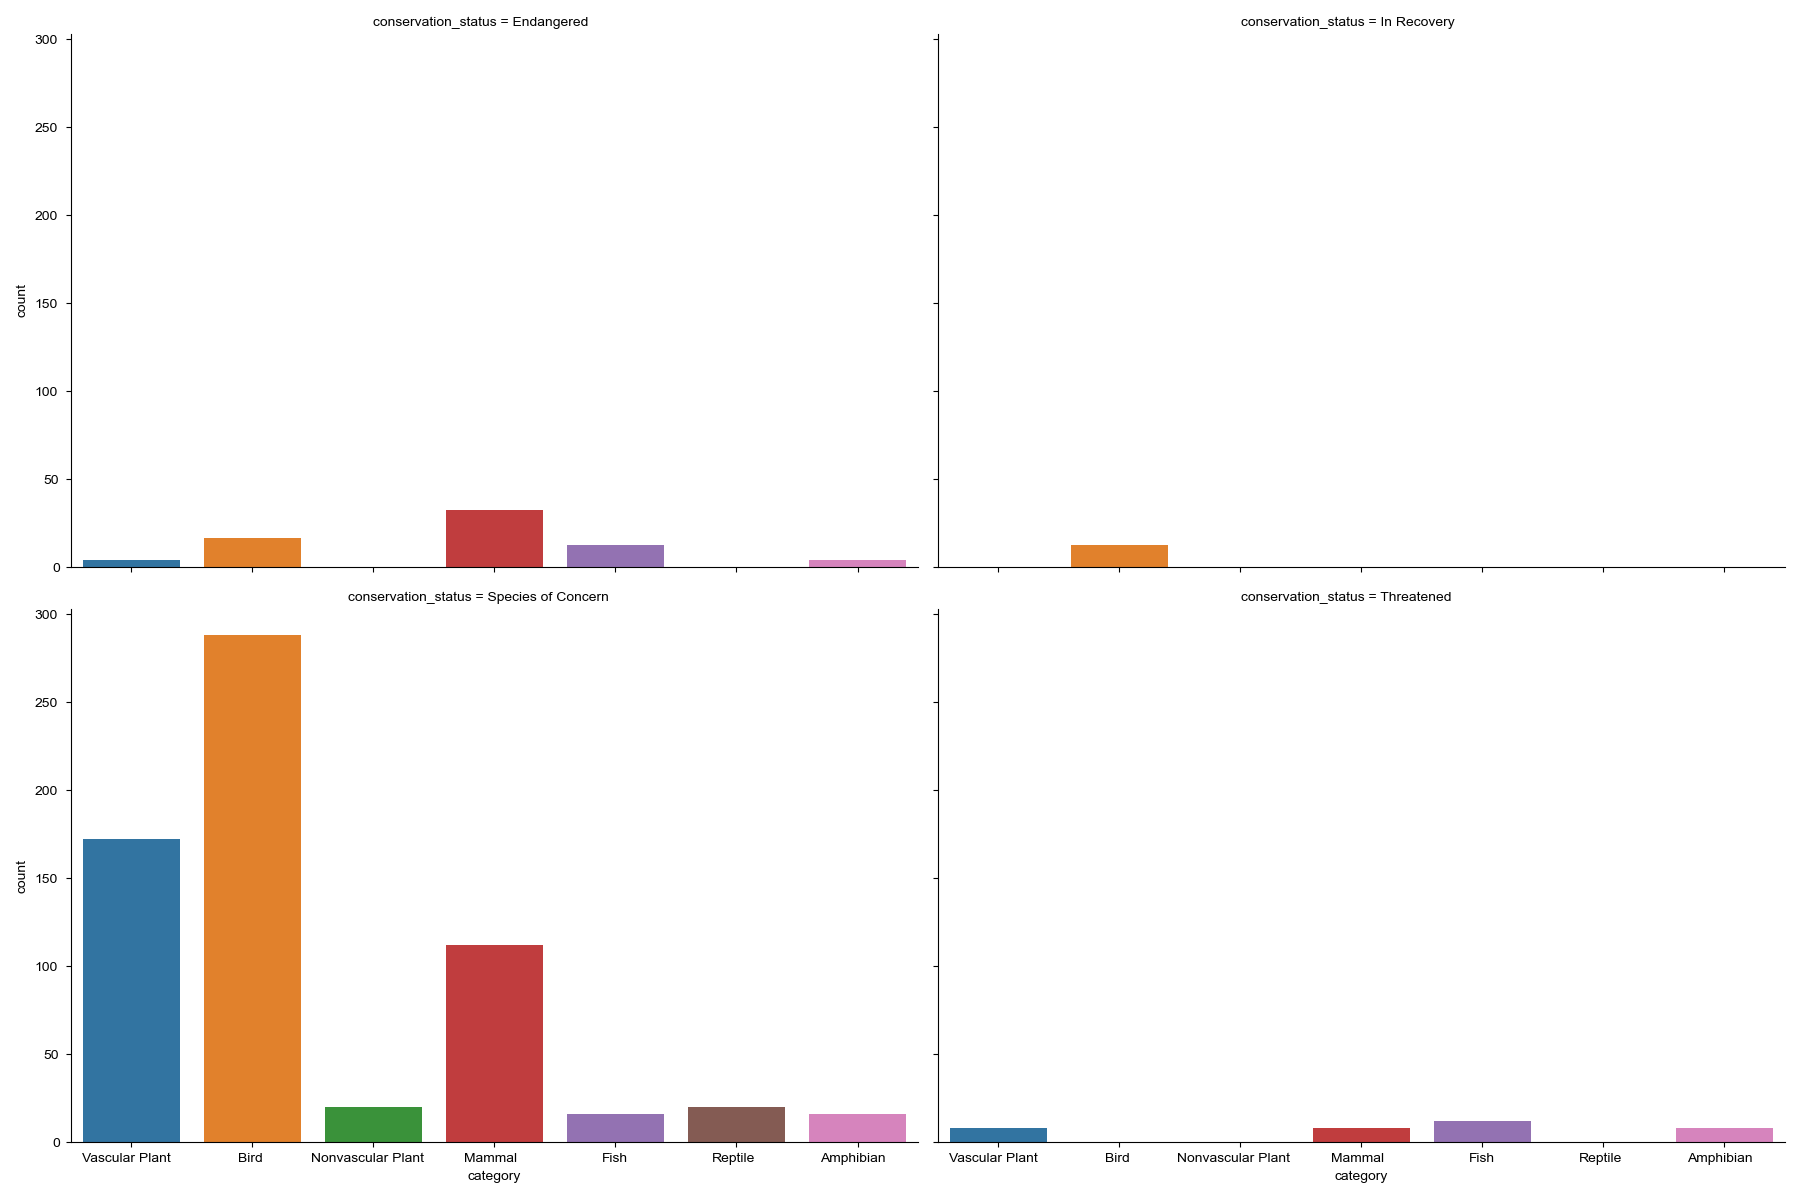 conservation_status = Endangered
conservation_status = In Recovery
300
250
200
150
100
50
0
count
conservation_status = Species of Concern
conservation_status = Threatened
300
250
200
150
100
50
0
count
Vascular Plant Bird Nonvascular Plant Mammal Fish Reptile Amphibian
category
Vascular Plant Bird Nonvascular Plant Mammal Fish Reptile Amphibian
category